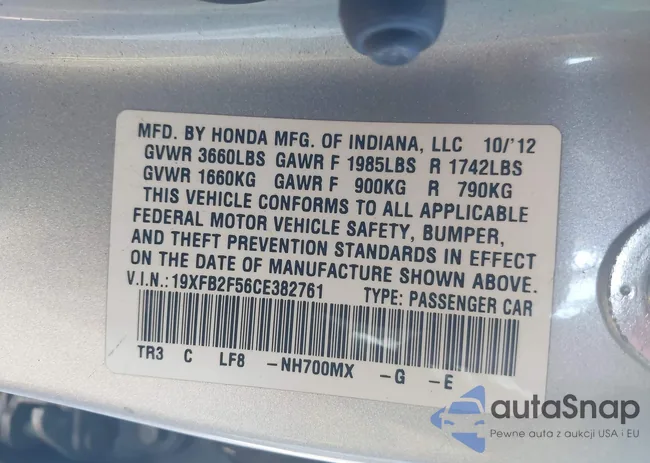 MFD. BY HONDA MFG. OF INDIANA, LLC 10/'12
GVWR 3660LBS GAWR F 1985LBS R 1742LBS
GVWR 1660KG GAWR F 900KG R 790KG
THIS VEHICLE CONFORMS TO ALL APPLICABLE
FEDERAL MOTOR VEHICLE SAFETY, BUMPER,
AND THEFT PREVENTION STANDARDS IN EFFECT
ON THE DATE OF MANUFACTURE SHOWN ABOVE.
V.I.N.:19XFB2F56CE382761 TYPE: PASSENGER CAR
TR3 C LF8 -NH700MX -G -E
autaSnap
Pewne auta z aukcji USA i EU